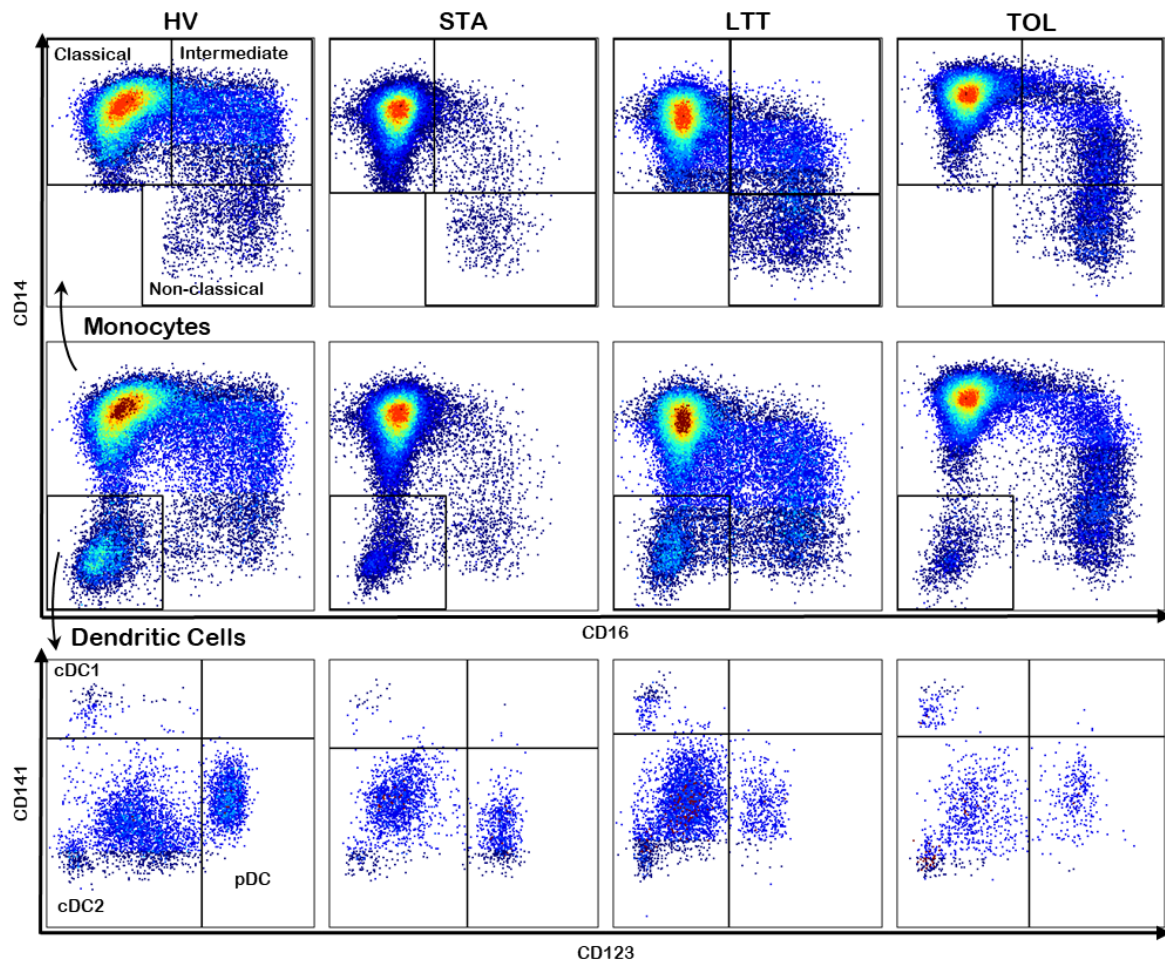 HV
STA
LTT
TOL
Classical
Intermediate
Non-classical
CD14
Monocytes
CD16
Dendritic Cells
cDC1
cDC2
pDC
CD141
CD123